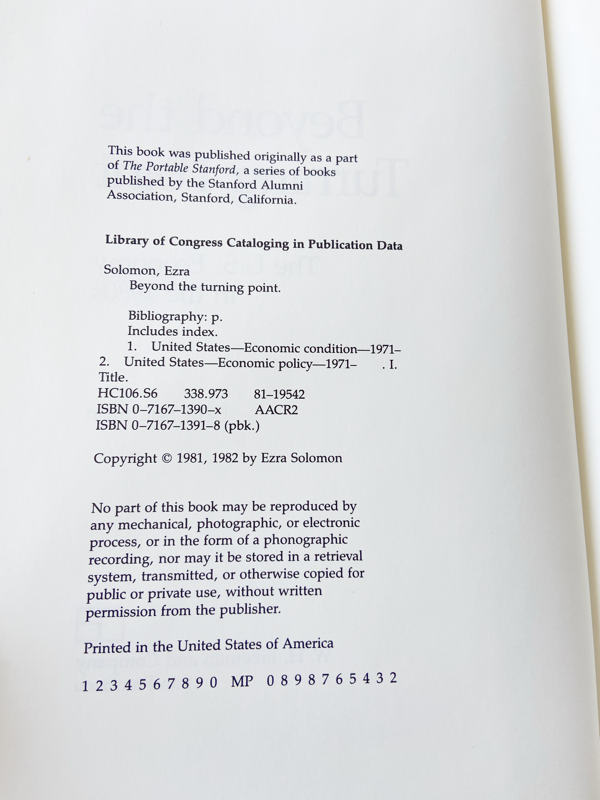 This book was published originally as a part
of The Portable Stanford, a series of books
published by the Stanford Alumni
Association, Stanford, California.
Library of Congress Cataloging in Publication Data
Solomon, Ezra
Beyond the turning point.
Bibliography: p.
Includes index.
1. United States—Economic condition—1971–
2. United States—Economic policy—1971– . I.
Title.
HC106.S6 338.973 81–19542
ISBN 0–7167–1390–x AACR2
ISBN 0–7167–1391–8 (pbk.)
Copyright © 1981, 1982 by Ezra Solomon
No part of this book may be reproduced by
any mechanical, photographic, or electronic
process, or in the form of a phonographic
recording, nor may it be stored in a retrieval
system, transmitted, or otherwise copied for
public or private use, without written
permission from the publisher.
Printed in the United States of America
1 2 3 4 5 6 7 8 9 0 MP 0 8 9 8 7 6 5 4 3 2